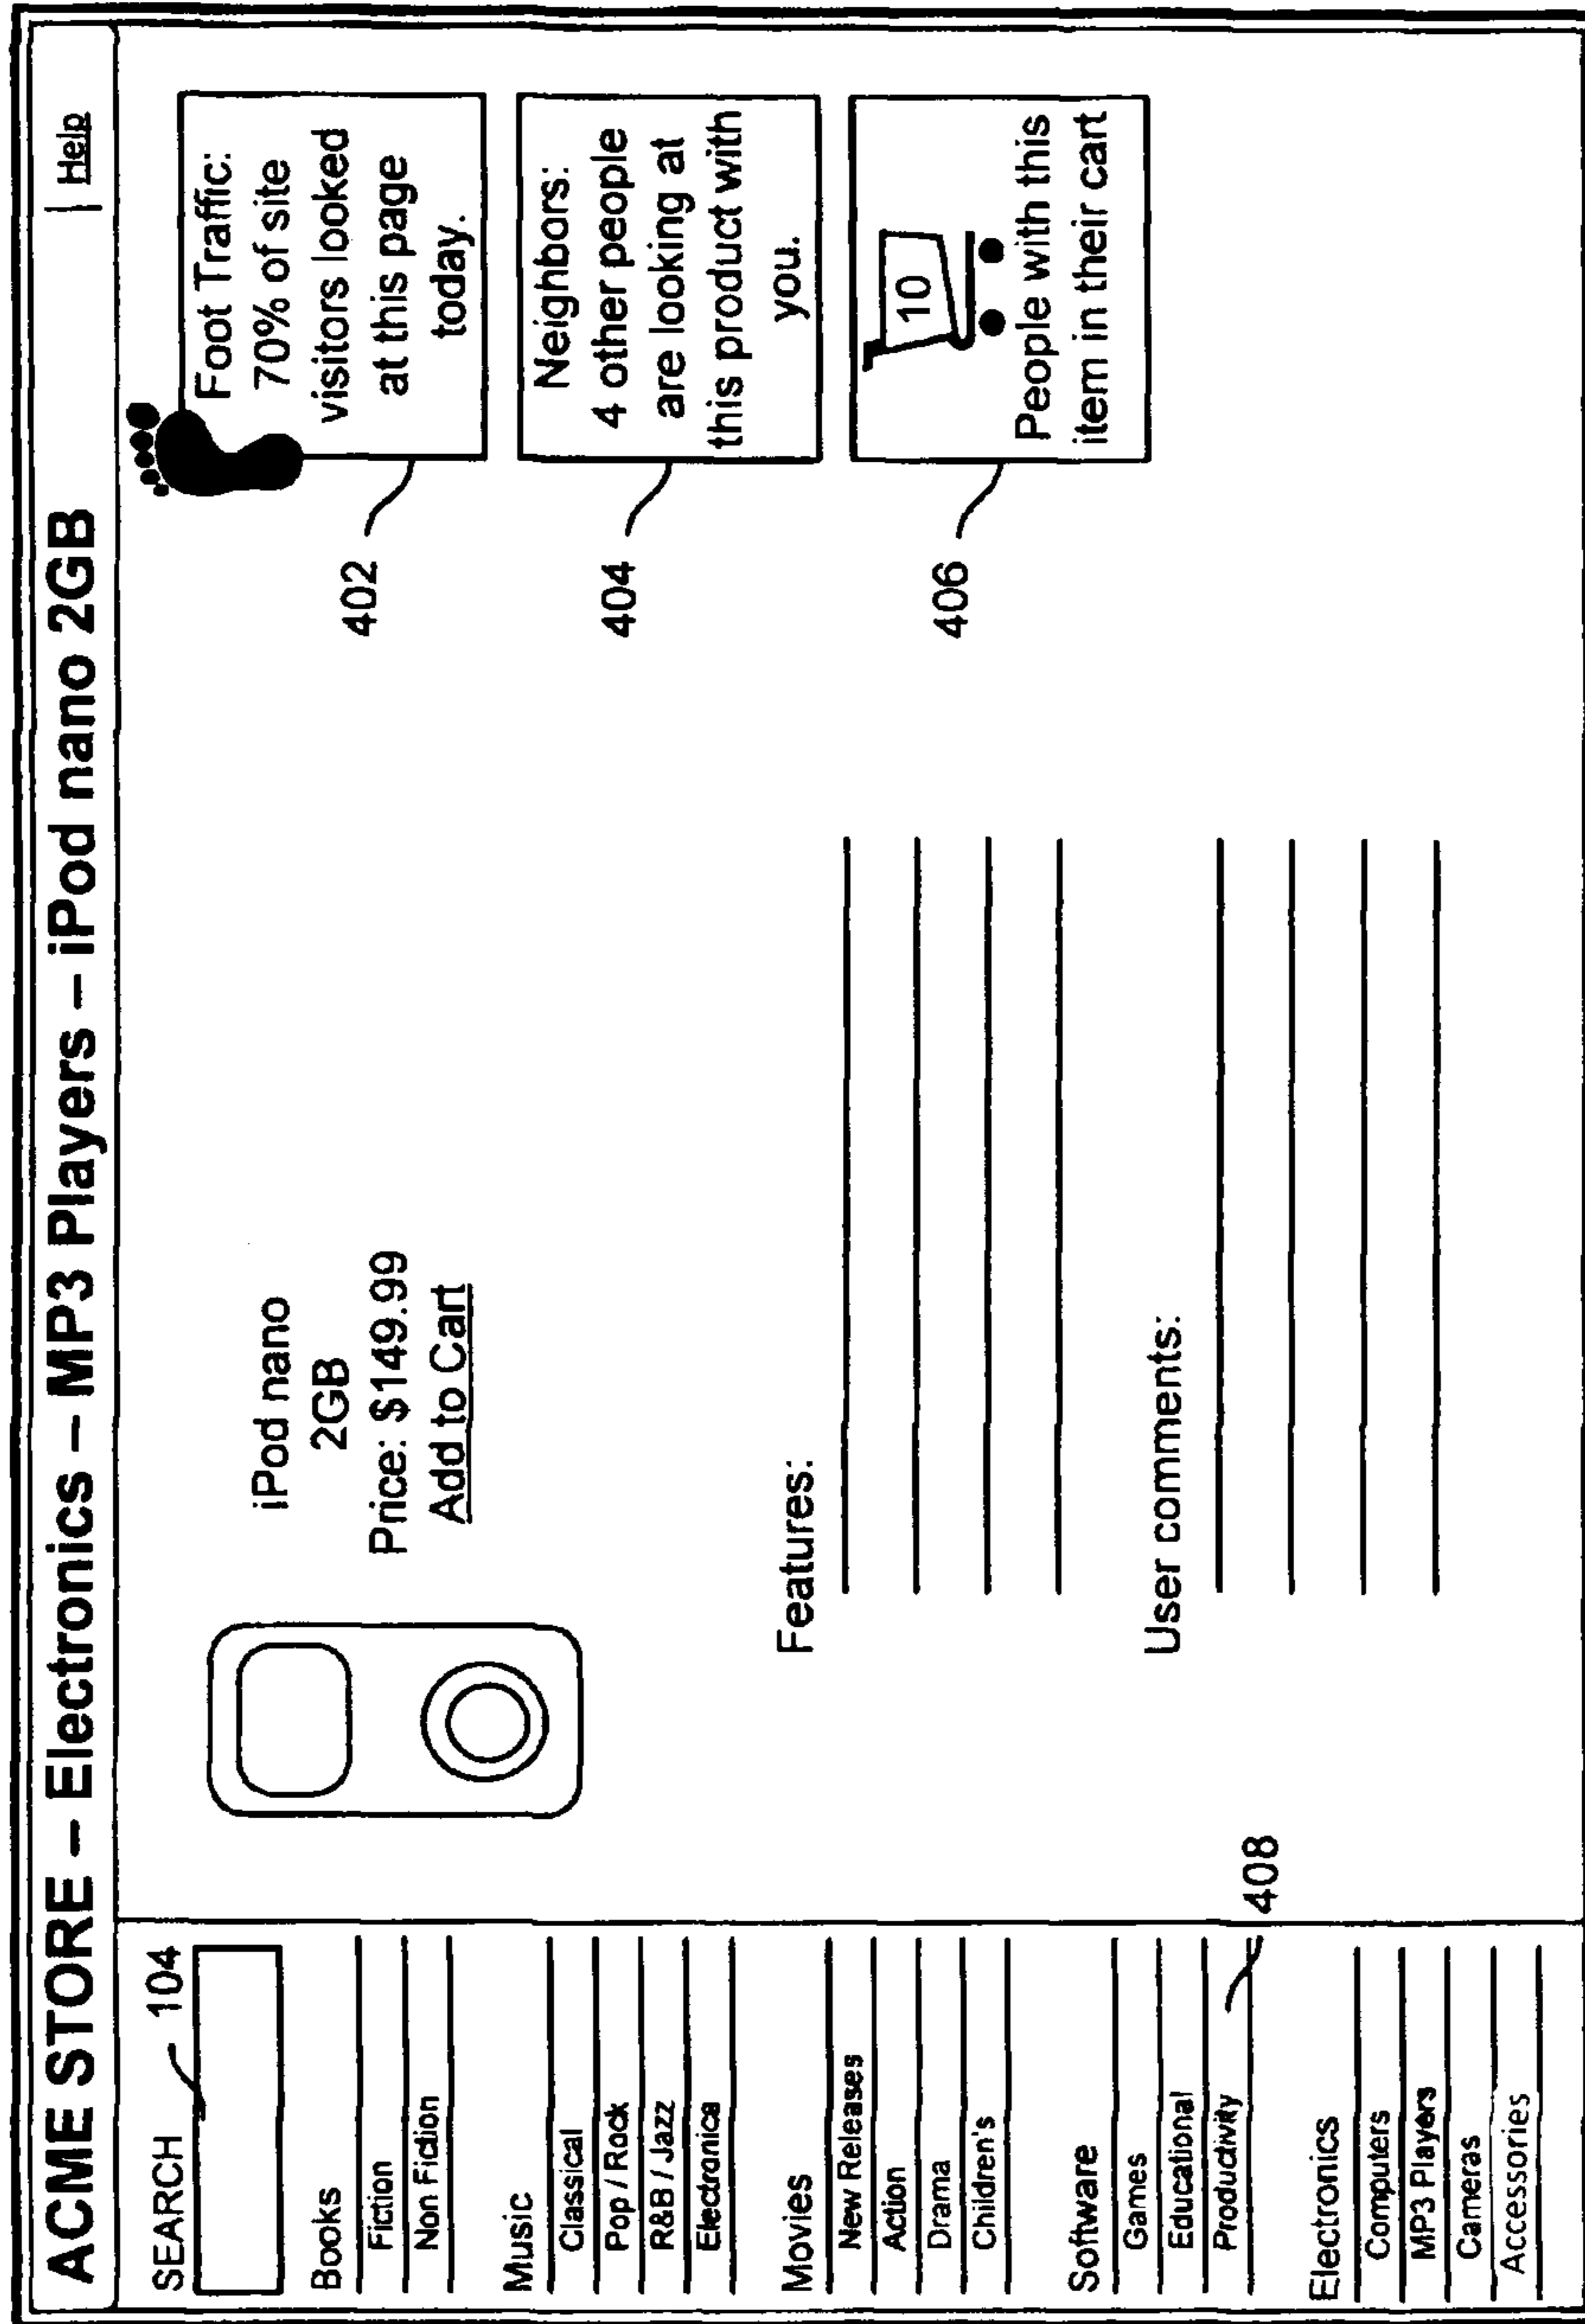 ACME STORE – Electronics – MP3 Players – iPod nano 2GB
| Help
SEARCH
104
Books
Fiction
Non Fiction
Music
Classical
Pop / Rock
R&B / Jazz
Electronica
Movies
New Releases
Action
Drama
Children's
Software
Games
Educational
Productivity
408
Electronics
Computers
MP3 Players
Cameras
Accessories
iPod nano
2GB
Price: $149.99
Add to Cart
Features:
User comments:
Foot Traffic:
70% of site
visitors looked
at this page
today.
402
Neighbors:
4 other people
are looking at
this product with
you.
404
10
People with this
item in their cart
406